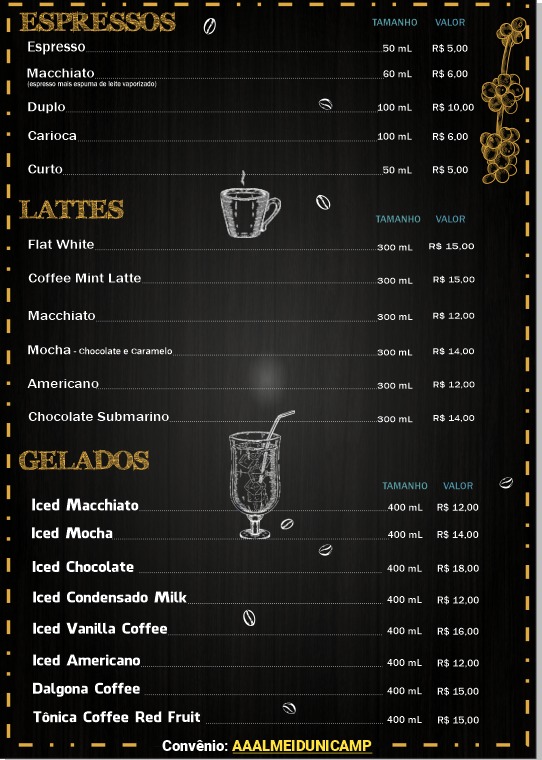 ESPRESSOS TAMANHO VALOR
Espresso 50 mL R$ 5,00
Macchiato 60 mL R$ 6,00
(espresso mais espuma de leite vaporizado)
Duplo 100 mL R$ 10,00
Carioca 100 mL R$ 6,00
Curto 50 mL R$ 5,00
LATTES TAMANHO VALOR
Flat White 300 mL R$ 15,00
Coffee Mint Latte 300 mL R$ 15,00
Macchiato 300 mL R$ 12,00
Mocha - Chocolate e Caramelo 300 mL R$ 14,00
Americano 300 mL R$ 12,00
Chocolate Submarino 300 mL R$ 14,00
GELADOS
TAMANHO VALOR
Iced Macchiato 400 mL R$ 12,00
Iced Mocha 400 mL R$ 14,00
Iced Chocolate 400 mL R$ 18,00
Iced Condensado Milk 400 mL R$ 12,00
Iced Vanilla Coffee 400 mL R$ 16,00
Iced Americano 400 mL R$ 12,00
Dalgona Coffee 400 mL R$ 15,00
Tônica Coffee Red Fruit 400 mL R$ 15,00
Convênio: AAALMEIDUNICAMP